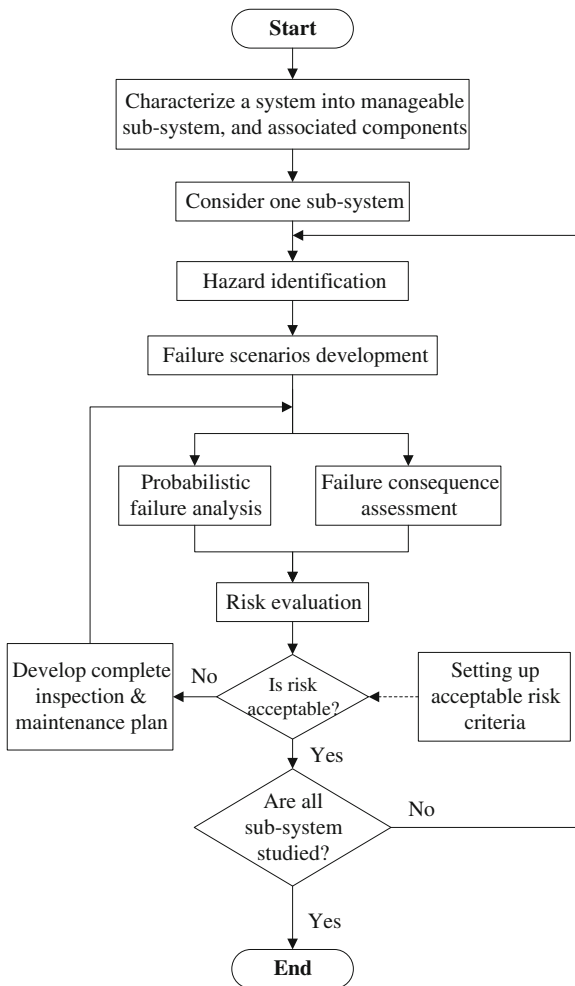 Start
Characterize a system into manageable
sub-system, and associated components
Consider one sub-system
Hazard identification
Failure scenarios development
Probabilistic
failure analysis
Failure consequence
assessment
Risk evaluation
Develop complete
inspection &
maintenance plan
No
Is risk
acceptable?
Setting up
acceptable risk
criteria
Yes
Are all
sub-system
studied?
No
Yes
End